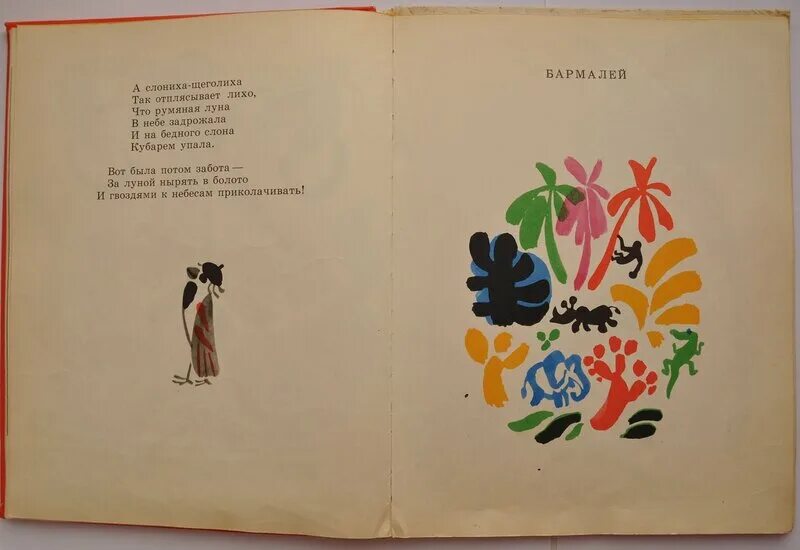 А слониха-щеголиха
Так отплясывает лихо,
Что румяная луна
В небе задрожала
И на бедного слона
Кубарем упала.
Вот была потом забота —
За луной нырять в болото
И гвоздями к небесам приколачивать!
БАРМАЛЕЙ